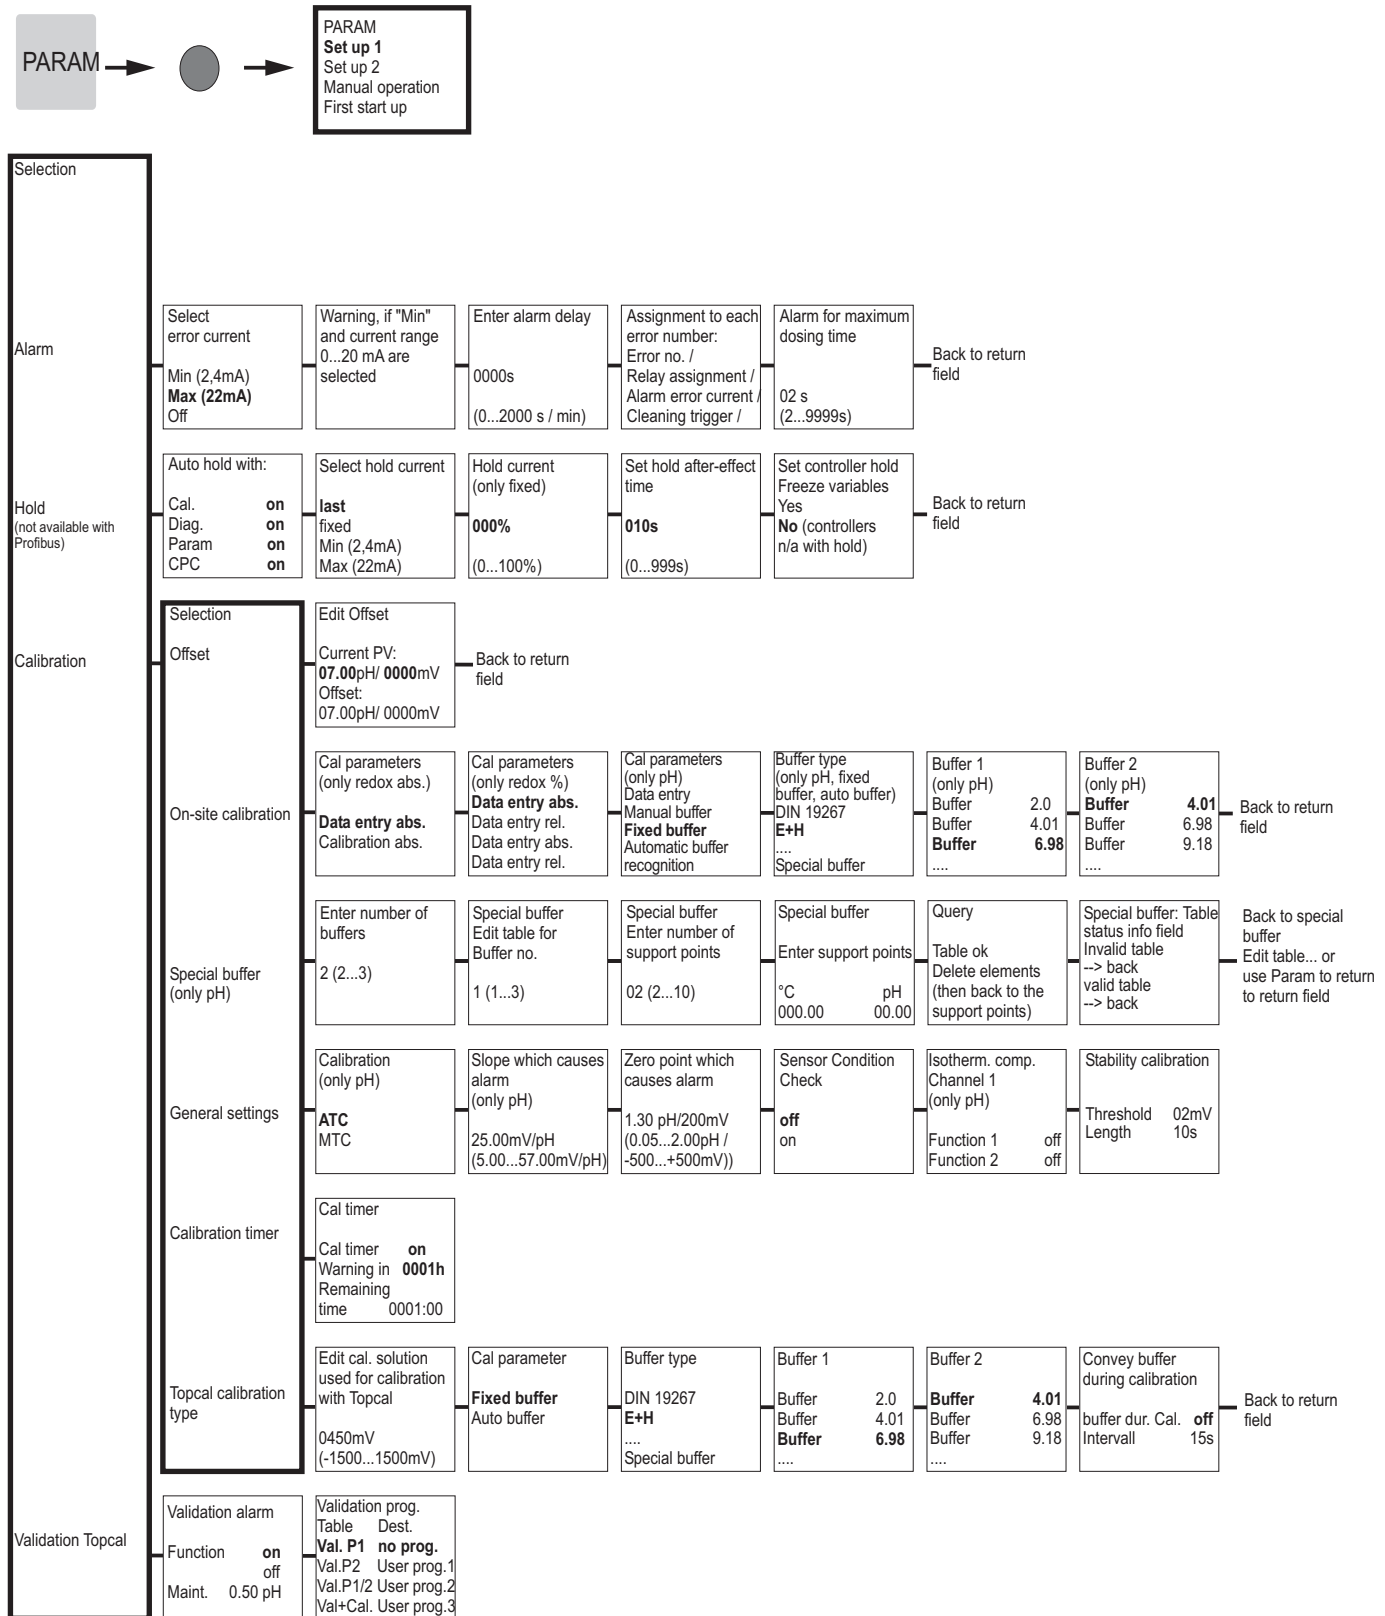 PARAM
PARAM
Set up 1
Set up 2
Manual operation
First start up
Selection
Alarm
Select
error current
Min (2,4mA)
Max (22mA)
Off
Warning, if "Min"
and current range
0...20 mA are
selected
Enter alarm delay
0000s
(0...2000 s / min)
Assignment to each
error number:
Error no. /
Relay assignment /
Alarm error current /
Cleaning trigger /
Alarm for maximum
dosing time
02 s
(2...9999s)
Back to return
field
Hold
(not available with
Profibus)
Auto hold with:
Cal. on
Diag. on
Param on
CPC on
Select hold current
last
fixed
Min (2,4mA)
Max (22mA)
Hold current
(only fixed)
000%
(0...100%)
Set hold after-effect
time
010s
(0...999s)
Set controller hold
Freeze variables
Yes
No (controllers
n/a with hold)
Back to return
field
Calibration
Selection
Offset
Edit Offset
Current PV:
07.00pH/ 0000mV
Offset:
07.00pH/ 0000mV
Back to return
field
On-site calibration
Cal parameters
(only redox abs.)
Data entry abs.
Calibration abs.
Cal parameters
(only redox %)
Data entry abs.
Data entry rel.
Data entry abs.
Data entry rel.
Cal parameters
(only pH)
Data entry
Manual buffer
Fixed buffer
Automatic buffer
recognition
Buffer type
(only pH, fixed
buffer, auto buffer)
DIN 19267
E+H
....
Special buffer
Buffer 1
(only pH)
Buffer 2.0
Buffer 4.01
Buffer 6.98
....
Buffer 2
(only pH)
Buffer 4.01
Buffer 6.98
Buffer 9.18
....
Back to return
field
Special buffer
(only pH)
Enter number of
buffers
2 (2...3)
Special buffer
Edit table for
Buffer no.
1 (1...3)
Special buffer
Enter number of
support points
02 (2...10)
Special buffer
Enter support points
°C pH
000.00 00.00
Query
Table ok
Delete elements
(then back to the
support points)
Special buffer: Table
status info field
Invalid table
--> back
valid table
--> back
Back to special
buffer
Edit table... or
use Param to return
to return field
General settings
Calibration
(only pH)
ATC
MTC
Slope which causes
alarm
(only pH)
25.00mV/pH
(5.00...57.00mV/pH)
Zero point which
causes alarm
1.30 pH/200mV
(0.05...2.00pH /
-500...+500mV))
Sensor Condition
Check
off
on
Isotherm. comp.
Channel 1
(only pH)
Function 1 off
Function 2 off
Stability calibration
Threshold 02mV
Length 10s
Calibration timer
Cal timer
Cal timer on
Warning in 0001h
Remaining
time 0001:00
Topcal calibration
type
Edit cal. solution
used for calibration
with Topcal
0450mV
(-1500...1500mV)
Cal parameter
Fixed buffer
Auto buffer
Buffer type
DIN 19267
E+H
....
Special buffer
Buffer 1
Buffer 2.0
Buffer 4.01
Buffer 6.98
....
Buffer 2
Buffer 4.01
Buffer 6.98
Buffer 9.18
....
Convey buffer
during calibration
buffer dur. Cal. off
Intervall 15s
Back to return
field
Validation Topcal
Validation alarm
Function on
off
Maint. 0.50 pH
Validation prog.
Table Dest.
Val. P1 no prog.
Val.P2 User prog.1
Val.P1/2 User prog.2
Val+Cal. User prog.3